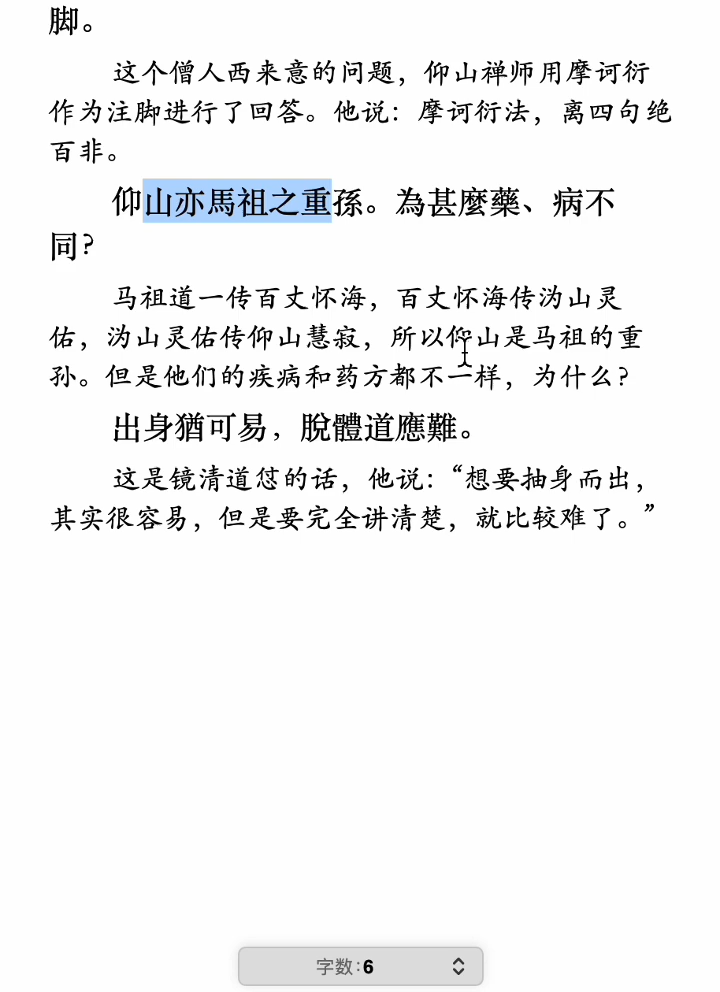 脚。
这个僧人西来意的问题，仰山禅师用摩诃衍
作为注脚进行了回答。他说：摩诃衍法，离四句绝
百非。
仰山亦馬祖之重孫。為甚麼藥、病不
同？
马祖道一传百丈怀海，百丈怀海传沩山灵
佑，沩山灵佑传仰山慧寂，所以仰山是马祖的重
孙。但是他们的疾病和药方都不一样，为什么？
出身猶可易，脫體道應難。
这是镜清道怤的话，他说：“想要抽身而出，
其实很容易，但是要完全讲清楚，就比较难了。”
字数:6